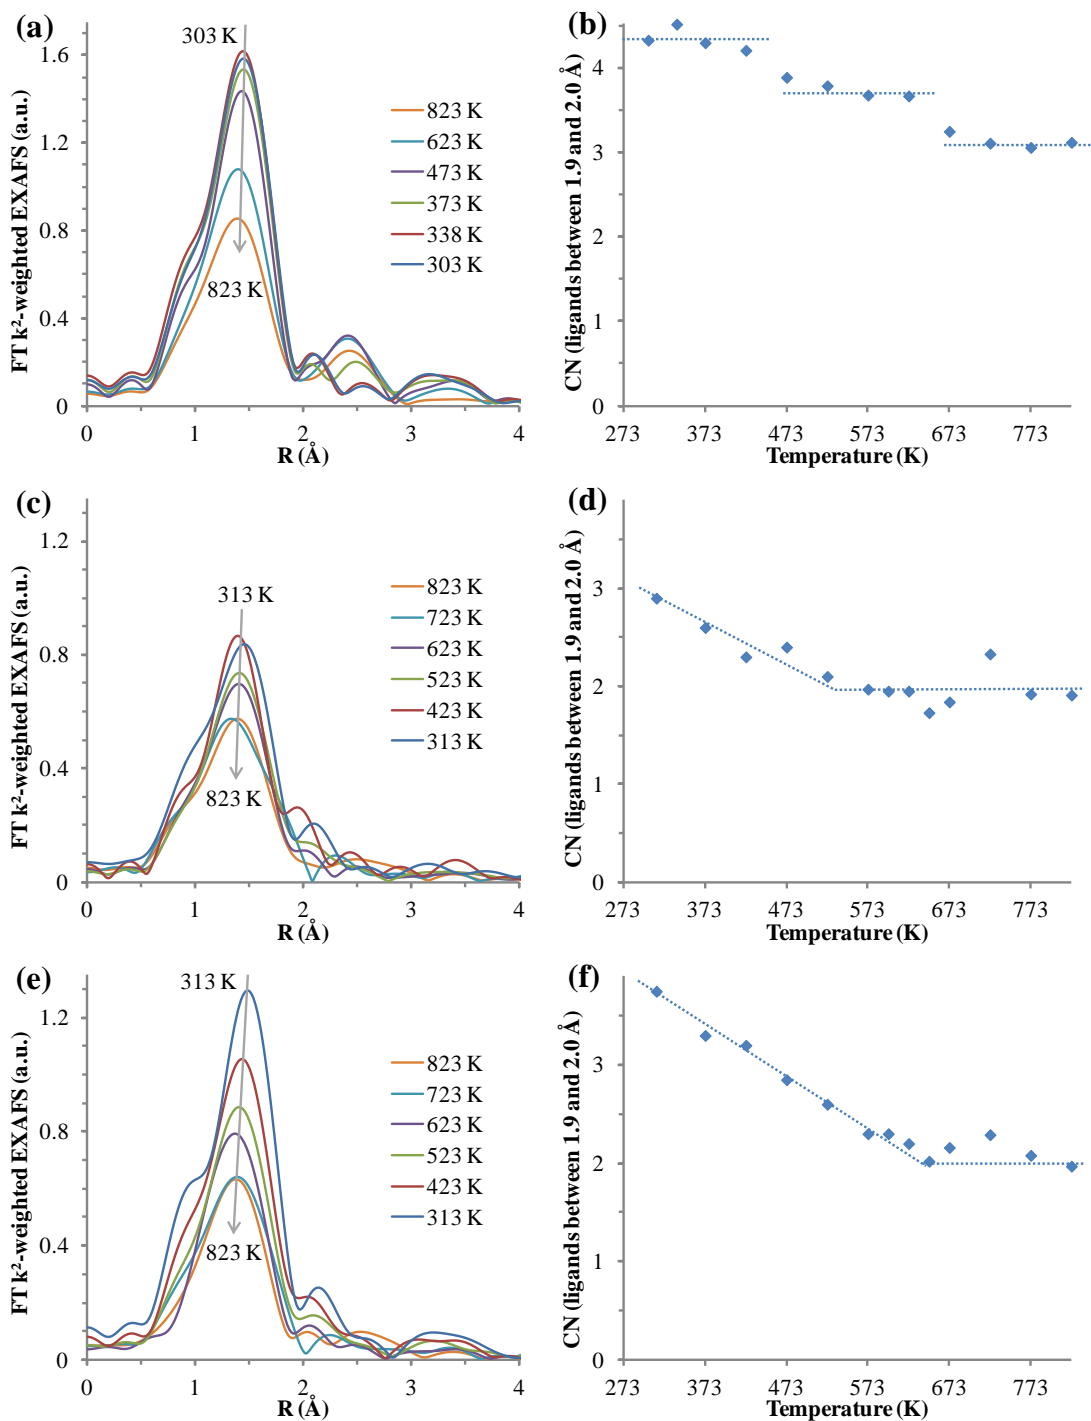 (a)
303 K
FT k²-weighted EXAFS (a.u.)
1.6
1.2
0.8
0.4
0
823 K
623 K
473 K
373 K
338 K
303 K
823 K
0 1 2 3 4
R (Å)
(b)
CN (ligands between 1.9 and 2.0 Å)
4
3
2
1
0
273 373 473 573 673 773
Temperature (K)
(c)
FT k²-weighted EXAFS (a.u.)
1.2
0.8
0.4
0
313 K
823 K
723 K
623 K
523 K
423 K
313 K
823 K
0 1 2 3 4
R (Å)
(d)
CN (ligands between 1.9 and 2.0 Å)
3
2
1
0
273 373 473 573 673 773
Temperature (K)
(e)
313 K
FT k²-weighted EXAFS (a.u.)
1.2
0.8
0.4
0
823 K
723 K
623 K
523 K
423 K
313 K
823 K
0 1 2 3 4
R (Å)
(f)
CN (ligands between 1.9 and 2.0 Å)
3
2
1
0
273 373 473 573 673 773
Temperature (K)